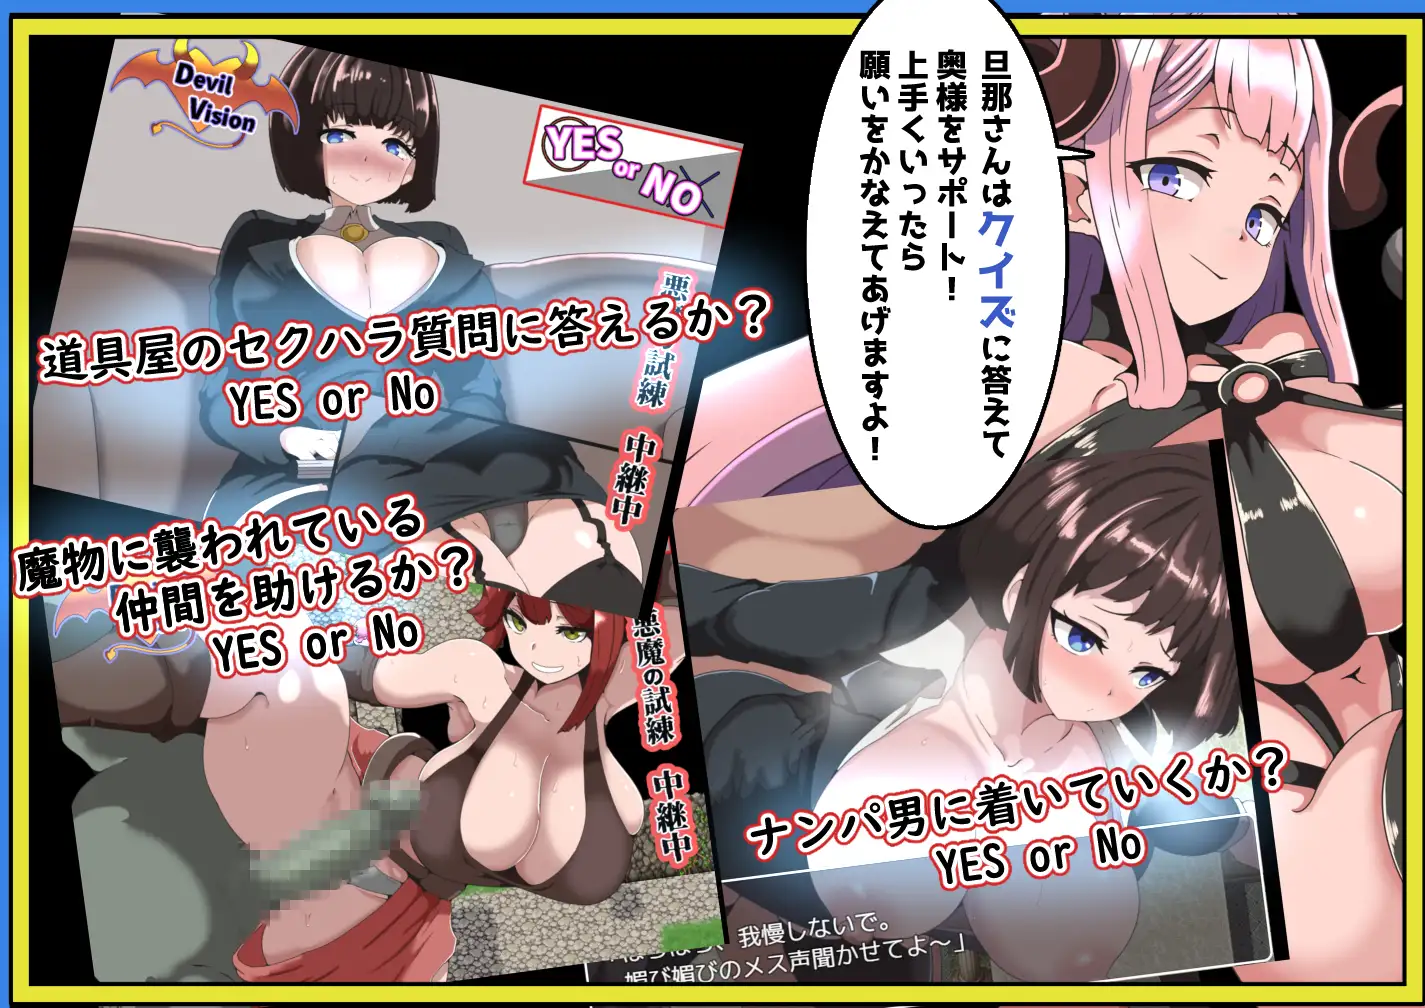 旦那さんはクイズに答えて
奥様をサポート!
上手くいったら
願いをかなえてあげますよ!
Devil
Vision
YES
or
NO
道具屋のセクハラ質問に答えるか?
YES or No
の試練 中継中
魔物に襲われている
仲間を助けるか?
YES or No
悪魔の試練 中継中
ナンパ男に着いていくか?
YES or No
我慢しないで。
媚び媚びのメス声聞かせてよ～」